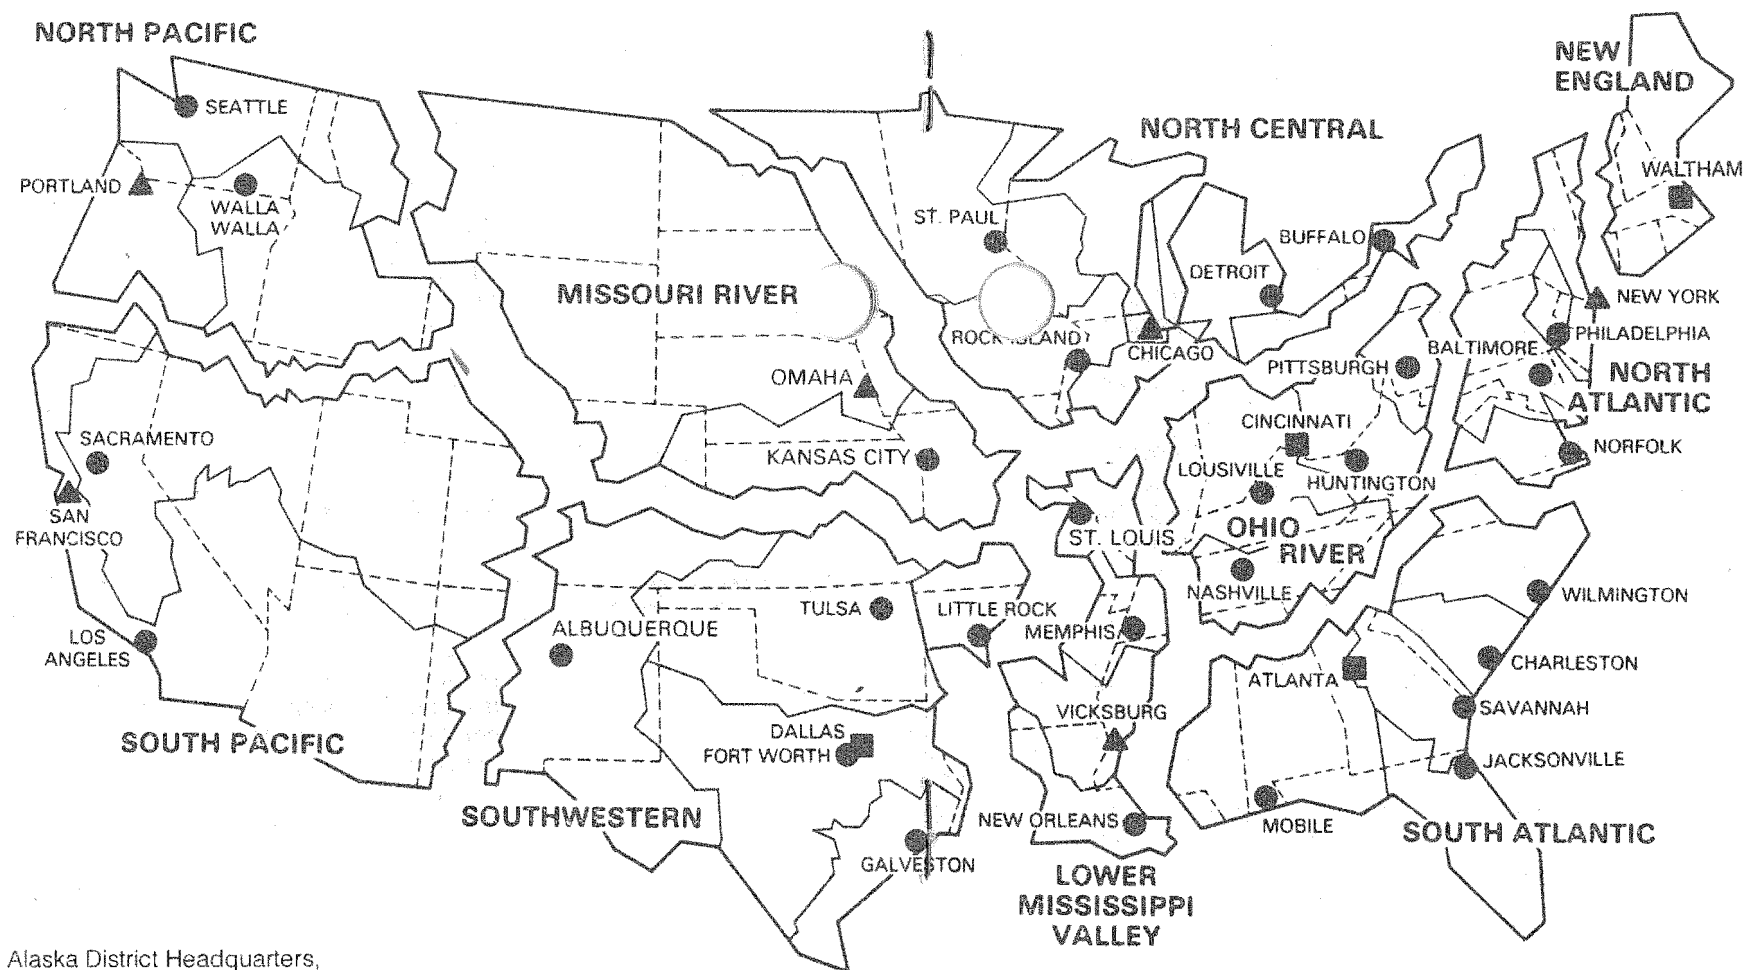 NORTH PACIFIC
SEATTLE
PORTLAND
WALLA
WALLA
MISSOURI RIVER
OMAHA
KANSAS CITY
NORTH CENTRAL
ST. PAUL
ROCK ISLAND
CHICAGO
DETROIT
BUFFALO
NEW
ENGLAND
WALTHAM
NEW YORK
PHILADELPHIA
BALTIMORE
NORTH
ATLANTIC
NORFOLK
PITTSBURGH
CINCINNATI
LOUSIVILLE
HUNTINGTON
OHIO
RIVER
NASHVILLE
SACRAMENTO
SAN
FRANCISCO
LOS
ANGELES
SOUTH PACIFIC
ALBUQUERQUE
TULSA
LITTLE ROCK
DALLAS
FORT WORTH
GALVESTON
SOUTHWESTERN
ST. LOUIS
MEMPHIS
VICKSBURG
NEW ORLEANS
LOWER
MISSISSIPPI
VALLEY
WILMINGTON
CHARLESTON
ATLANTA
SAVANNAH
JACKSONVILLE
MOBILE
SOUTH ATLANTIC
Alaska District Headquarters,